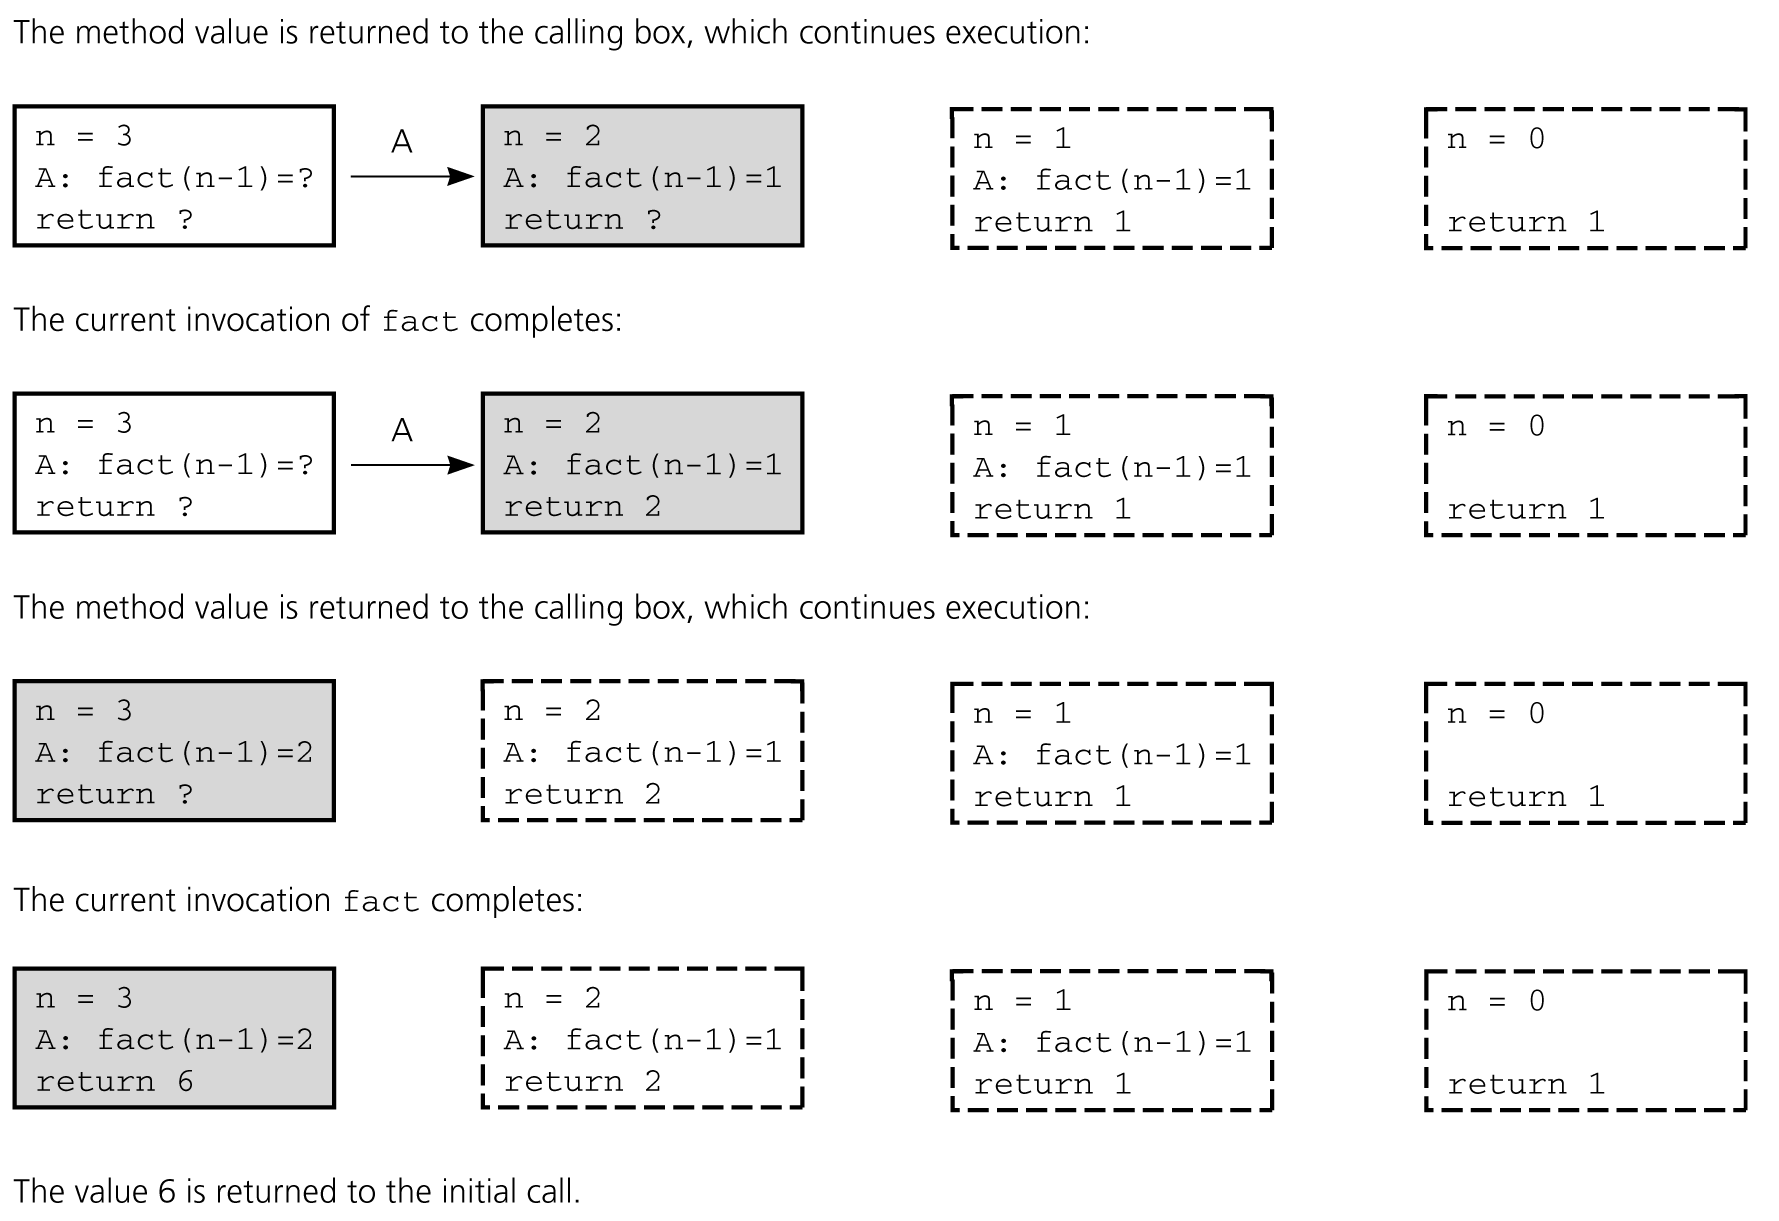 The method value is returned to the calling box, which continues execution:
n = 3
A: fact(n-1)=?
return ?
A
n = 2
A: fact(n-1)=1
return ?
n = 1
A: fact(n-1)=1
return 1
n = 0
return 1
The current invocation of fact completes:
n = 3
A: fact(n-1)=?
return ?
A
n = 2
A: fact(n-1)=1
return 2
n = 1
A: fact(n-1)=1
return 1
n = 0
return 1
The method value is returned to the calling box, which continues execution:
n = 3
A: fact(n-1)=2
return ?
n = 2
A: fact(n-1)=1
return 2
n = 1
A: fact(n-1)=1
return 1
n = 0
return 1
The current invocation fact completes:
n = 3
A: fact(n-1)=2
return 6
n = 2
A: fact(n-1)=1
return 2
n = 1
A: fact(n-1)=1
return 1
n = 0
return 1
The value 6 is returned to the initial call.